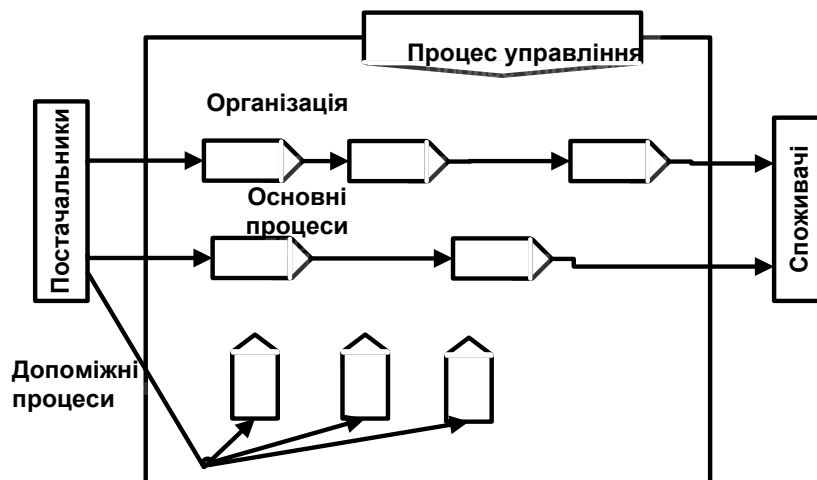 Процес управління
Організація
Постачальники
Основні
процеси
Споживачі
Допоміжні
процеси